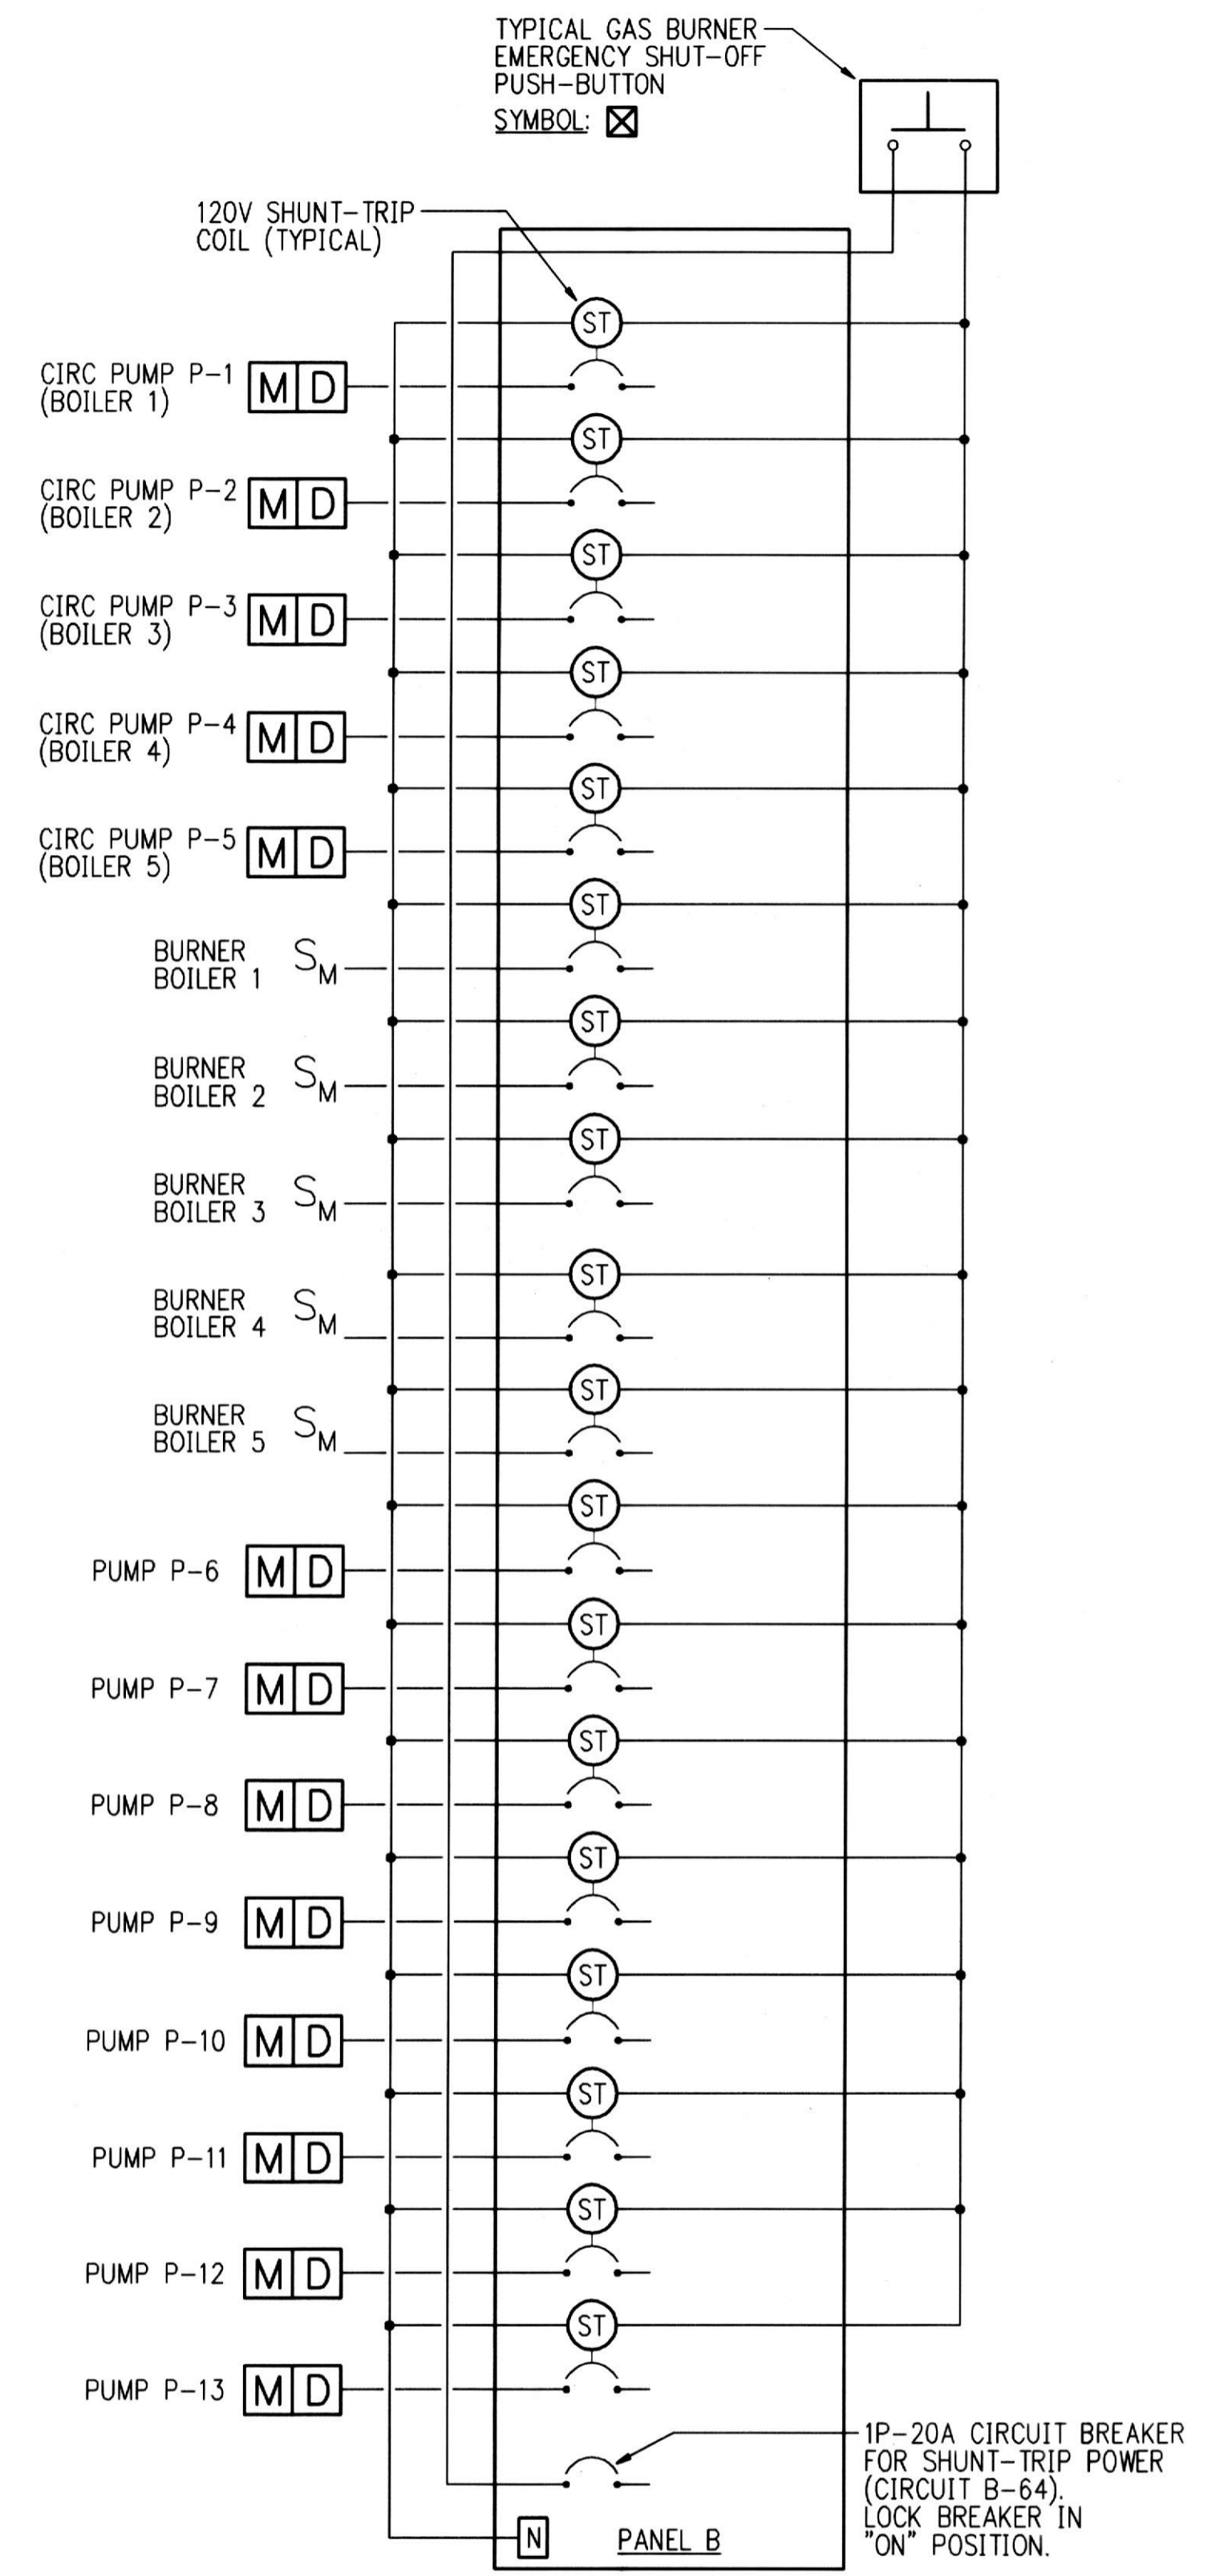 TYPICAL GAS BURNER
EMERGENCY SHUT-OFF
PUSH-BUTTON
SYMBOL:
120V SHUNT-TRIP
COIL (TYPICAL)
ST
CIRC PUMP P-1
(BOILER 1)
M D
ST
CIRC PUMP P-2
(BOILER 2)
M D
ST
CIRC PUMP P-3
(BOILER 3)
M D
ST
CIRC PUMP P-4
(BOILER 4)
M D
ST
CIRC PUMP P-5
(BOILER 5)
M D
ST
BURNER
BOILER 1
SM
ST
BURNER
BOILER 2
SM
ST
BURNER
BOILER 3
SM
ST
BURNER
BOILER 4
SM
ST
BURNER
BOILER 5
SM
ST
PUMP P-6 M D
ST
PUMP P-7 M D
ST
PUMP P-8 M D
ST
PUMP P-9 M D
ST
PUMP P-10 M D
ST
PUMP P-11 M D
ST
PUMP P-12 M D
ST
PUMP P-13 M D
1P-20A CIRCUIT BREAKER
FOR SHUNT-TRIP POWER
(CIRCUIT B-64).
LOCK BREAKER IN
"ON" POSITION.
N
PANEL B